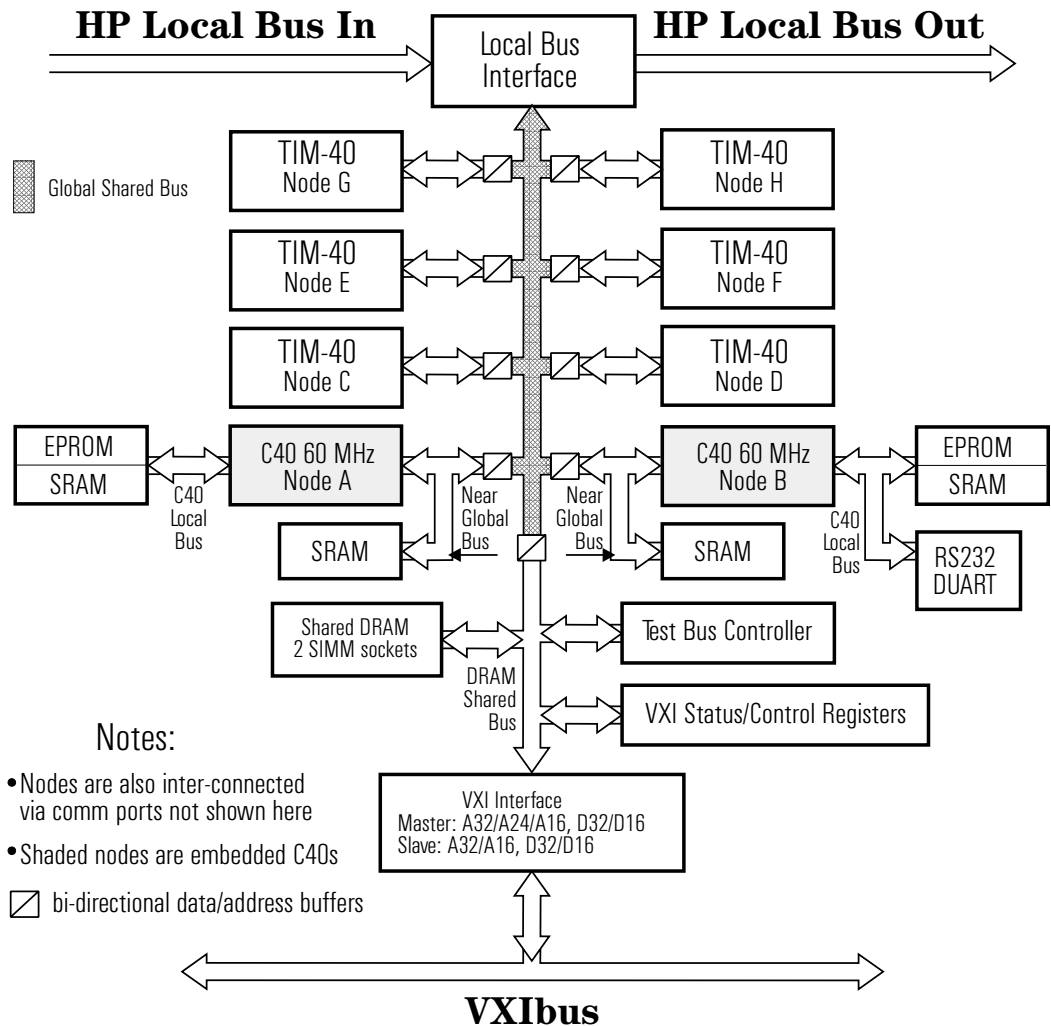 HP Local Bus In
HP Local Bus Out
Local Bus
Interface
Global Shared Bus
TIM-40
Node G
TIM-40
Node H
TIM-40
Node E
TIM-40
Node F
TIM-40
Node C
TIM-40
Node D
EPROM
SRAM
C40
Local
Bus
C40 60 MHz
Node A
Near
Global
Bus
SRAM
Near
Global
Bus
C40 60 MHz
Node B
SRAM
C40
Local
Bus
EPROM
SRAM
RS232
DUART
Shared DRAM
2 SIMM sockets
Test Bus Controller
DRAM
Shared
Bus
VXI Status/Control Registers
Notes:
•Nodes are also inter-connected
via comm ports not shown here
•Shaded nodes are embedded C40s
bi-directional data/address buffers
VXI Interface
Master: A32/A24/A16, D32/D16
Slave: A32/A16, D32/D16
VXIbus